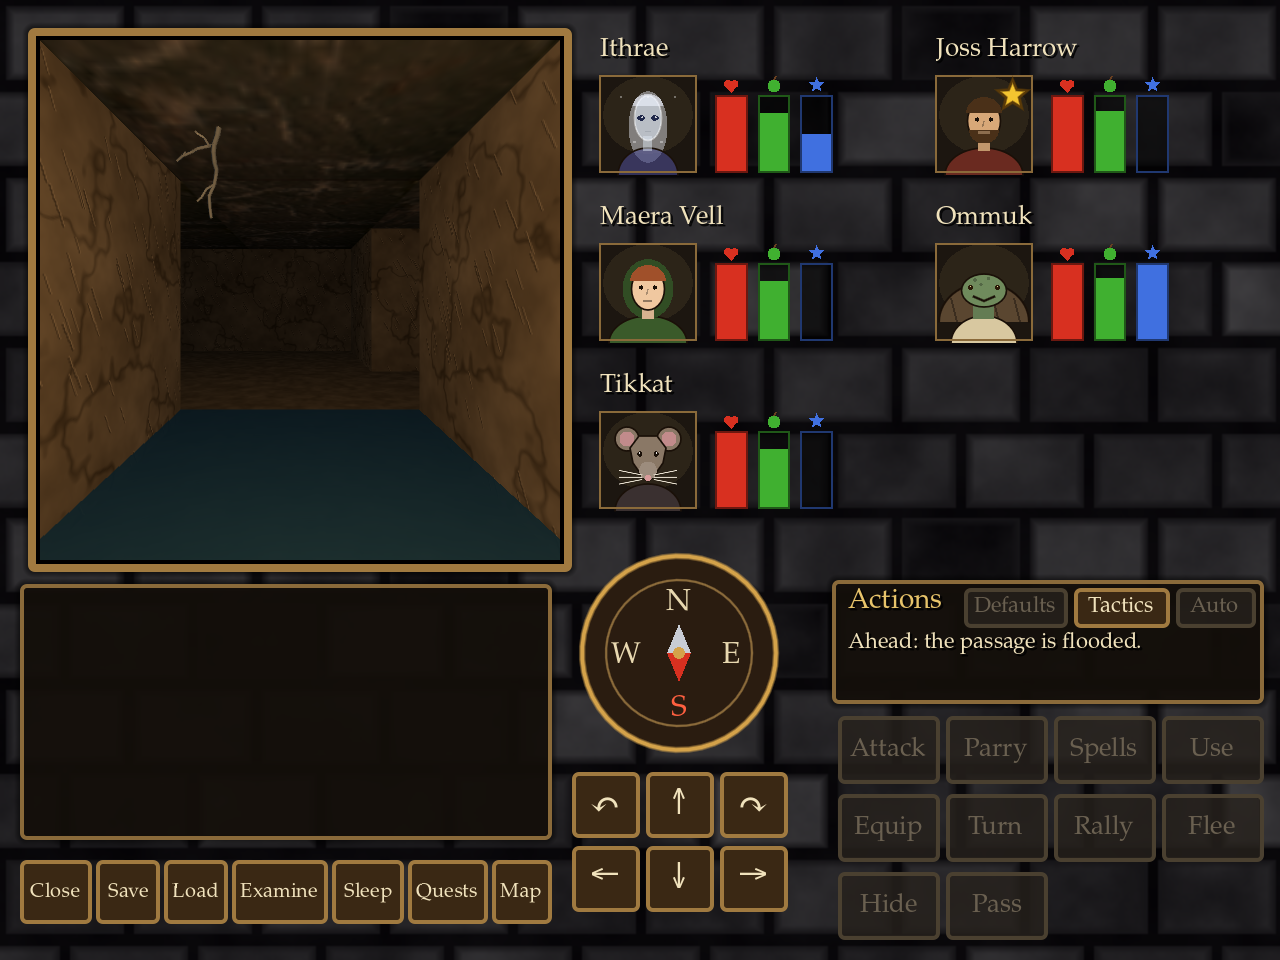 Ithrae
Joss Harrow
Maera Vell
Ommuk
Tikkat
N
W E
S
Actions Defaults Tactics Auto
Ahead: the passage is flooded.
Attack Parry Spells Use
Equip Turn Rally Flee
Hide Pass
Close Save Load Examine Sleep Quests Map